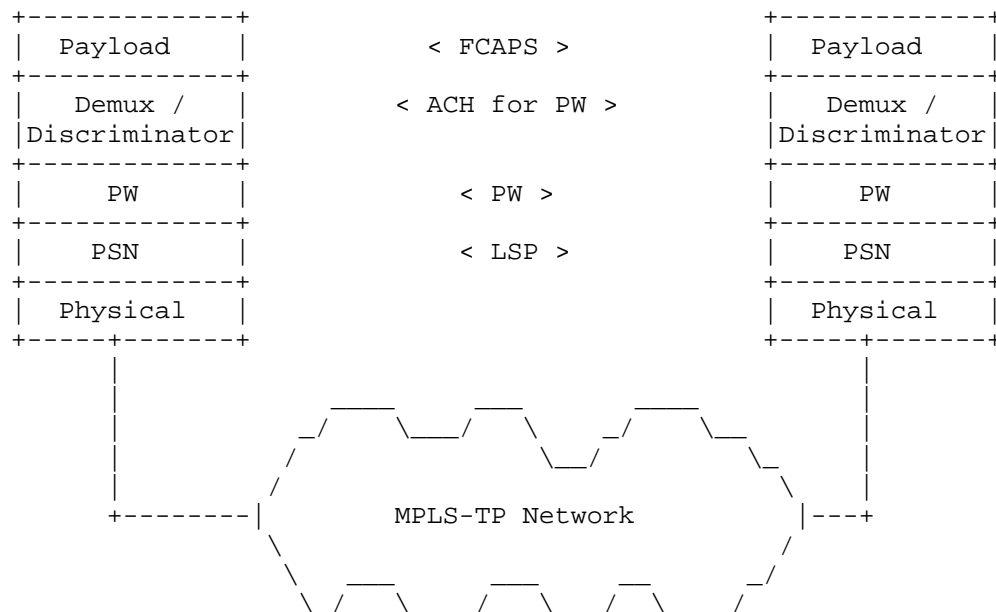 Payload < FCAPS > Payload
Demux / < ACH for PW > Demux /
Discriminator Discriminator
PW < PW > PW
PSN < LSP > PSN
Physical Physical
MPLS-TP Network